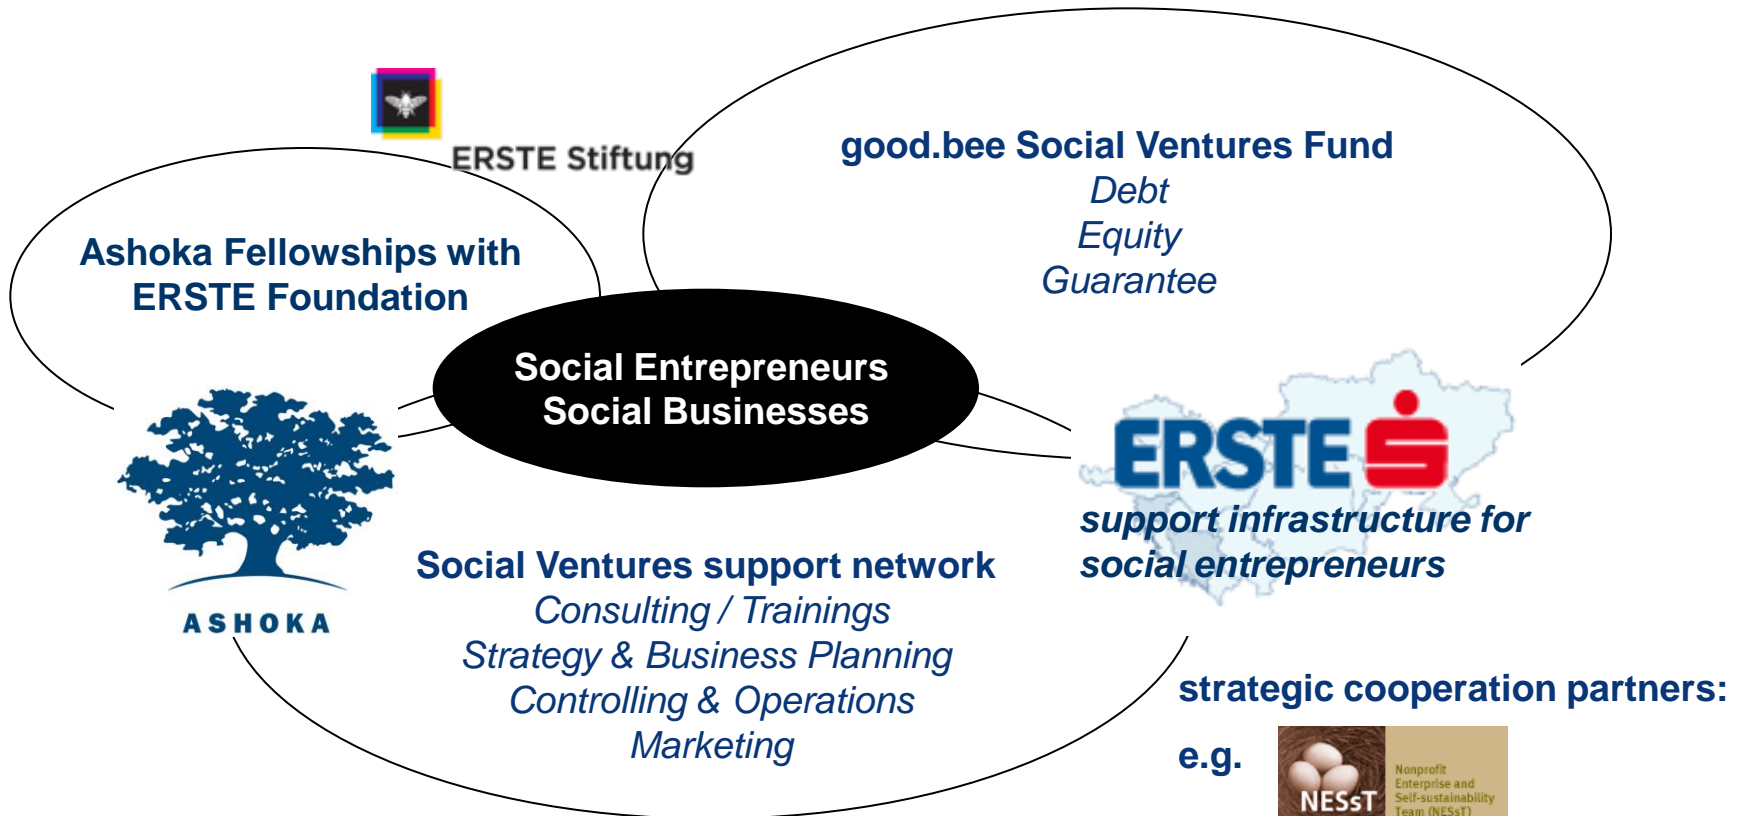 ERSTE Stiftung
good.bee Social Ventures Fund
Debt
Equity
Guarantee
Ashoka Fellowships with
ERSTE Foundation
Social Entrepreneurs
Social Businesses
ERSTE
support infrastructure for
social entrepreneurs
ASHOKA
Social Ventures support network
Consulting / Trainings
Strategy & Business Planning
Controlling & Operations
Marketing
strategic cooperation partners:
e.g.
NESsT
Nonprofit
Enterprise and
Self-sustainability
Team (NESsT)